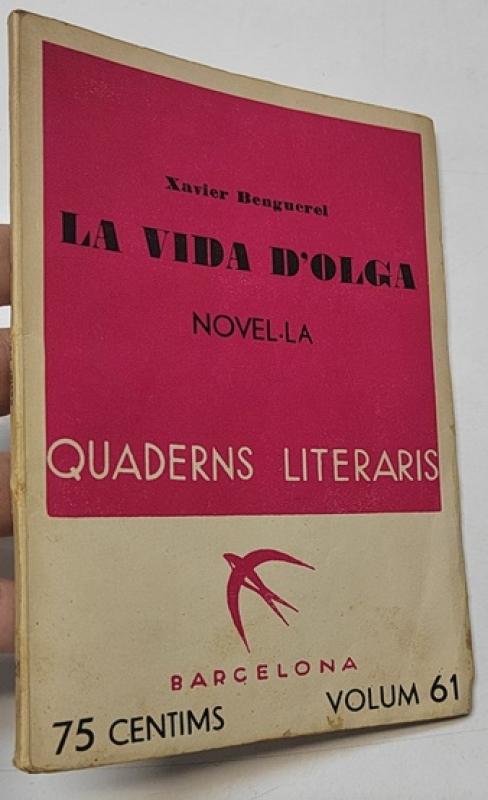 Xavier Benguerel
LA VIDA D'OLGA
NOVEL·LA
QUADERNS LITERARIS
BARCELONA
75 CENTIMS
VOLUM 61